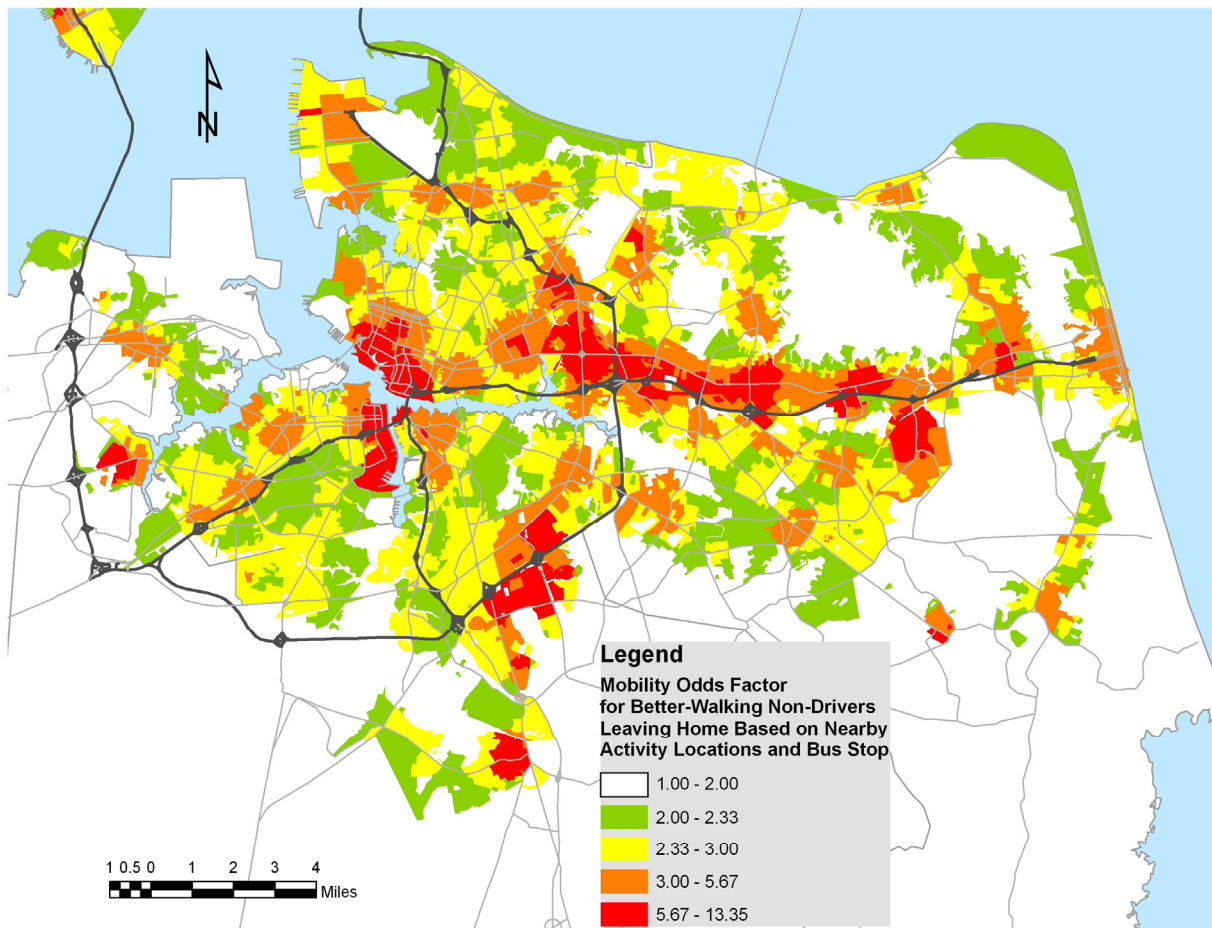 N
Legend
Mobility Odds Factor
for Better-Walking Non-Drivers
Leaving Home Based on Nearby
Activity Locations and Bus Stop
1.00 - 2.00
2.00 - 2.33
2.33 - 3.00
3.00 - 5.67
5.67 - 13.35
1 0.5 0 1 2 3 4
Miles